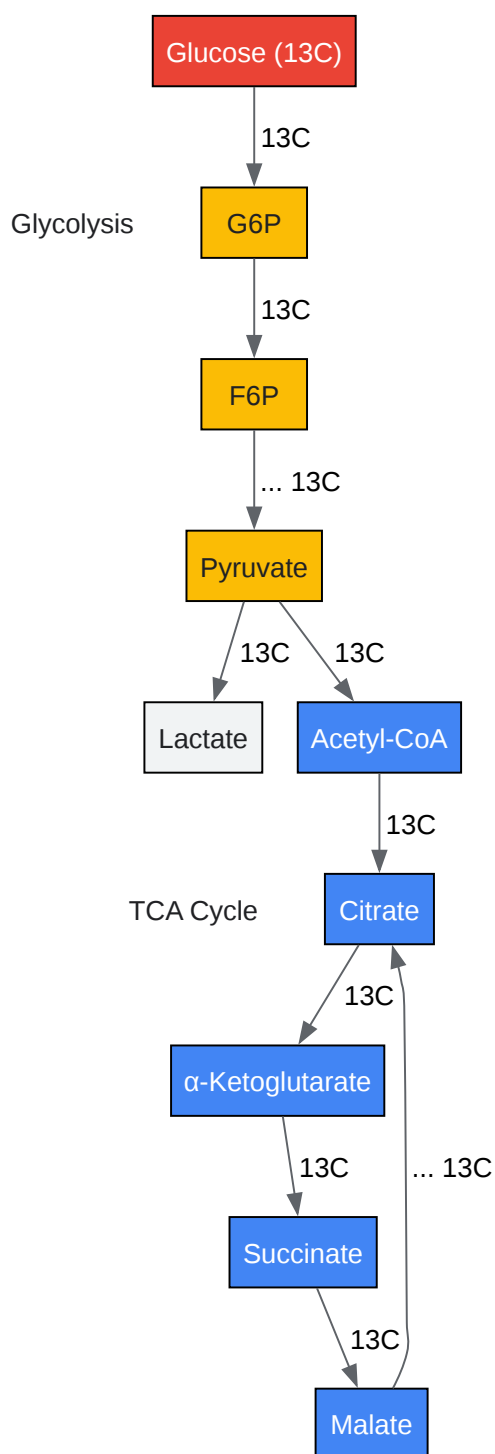 Glucose (13C)
13C
Glycolysis
G6P
13C
F6P
... 13C
Pyruvate
13C
13C
Lactate
Acetyl-CoA
13C
TCA Cycle
Citrate
13C
α-Ketoglutarate
13C
... 13C
Succinate
13C
Malate